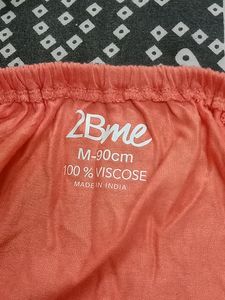 2Bme
M-90cm
100 % VISCOSE
MADE IN INDIA